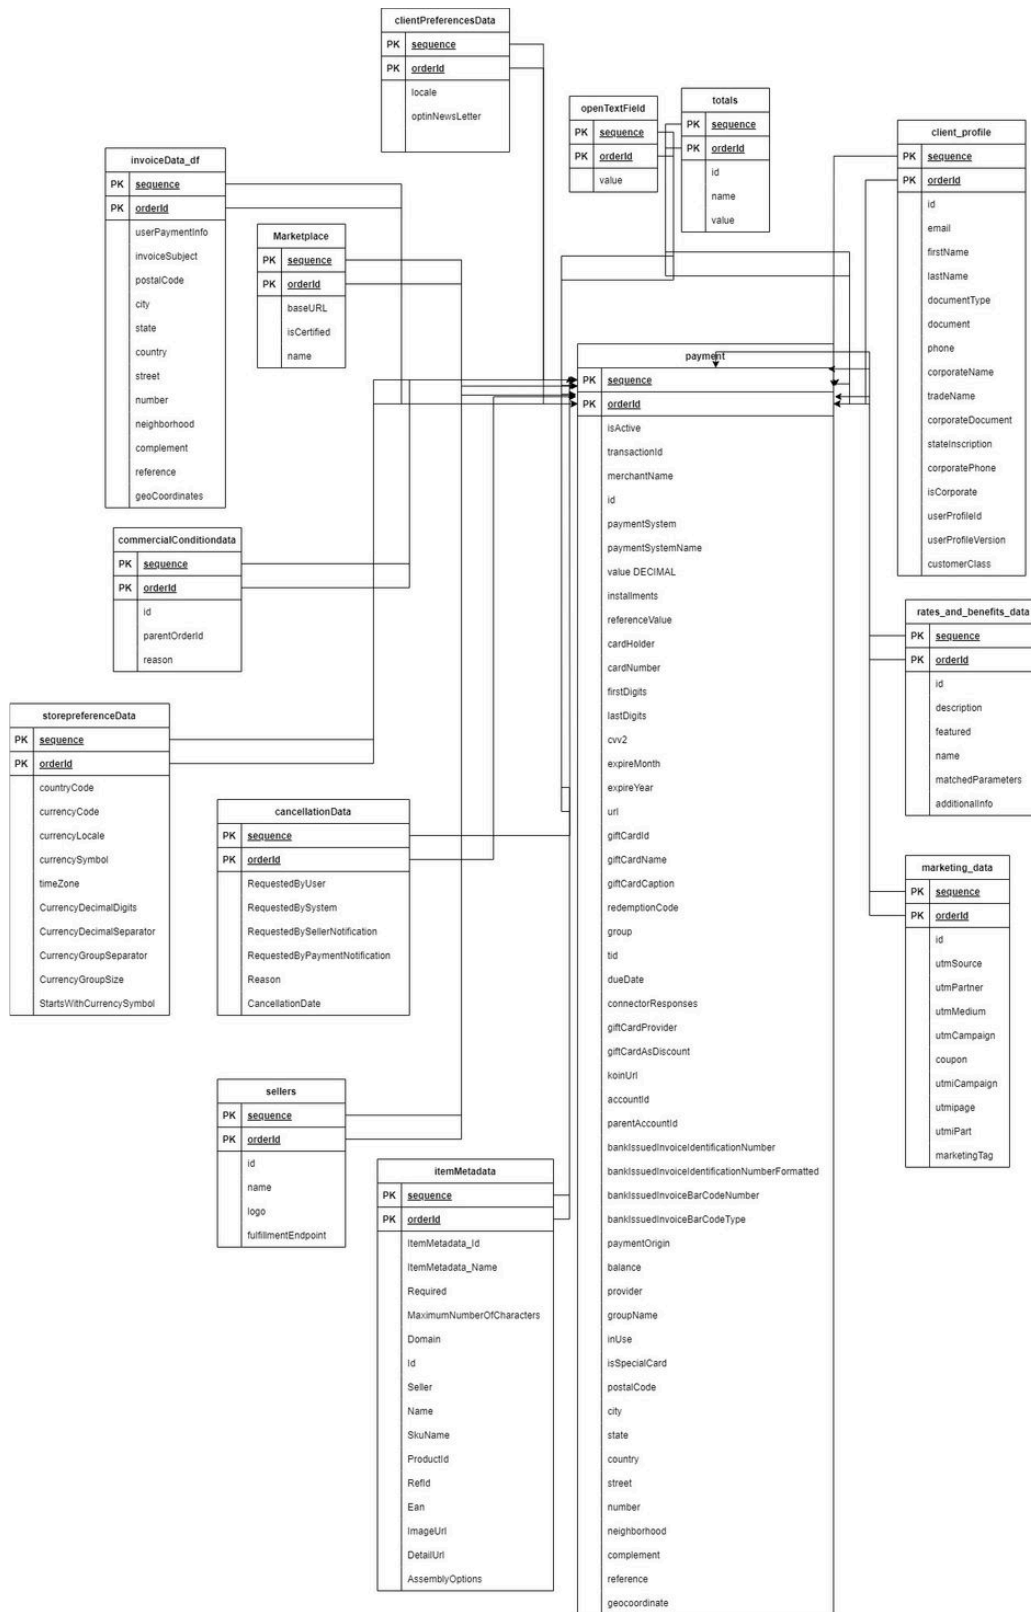 clientPreferencesData
PK sequence
PK orderId
locale
optinNewsLetter
openTextField
PK sequence
PK orderId
value
totals
PK sequence
PK orderId
id
name
value
client_profile
PK sequence
PK orderId
id
email
firstName
lastName
documentType
document
phone
corporateName
tradeName
corporateDocument
stateInscription
corporatePhone
isCorporate
userProfileId
userProfileVersion
customerClass
invoiceData_df
PK sequence
PK orderId
userPaymentInfo
invoiceSubject
postalCode
city
state
country
street
number
neighborhood
complement
reference
geoCoordinates
Marketplace
PK sequence
PK orderId
baseURL
isCertified
name
payment
PK sequence
PK orderId
isActive
transactionId
merchantName
id
paymentSystem
paymentSystemName
value DECIMAL
installments
referenceValue
cardHolder
cardNumber
firstDigits
lastDigits
cvv2
expireMonth
expireYear
url
giftCardId
giftCardName
giftCardCaption
redemptionCode
group
tid
dueDate
connectorResponses
giftCardProvider
giftCardAsDiscount
koinUrl
accountId
parentAccountId
bankIssuedInvoiceIdentificationNumber
bankIssuedInvoiceIdentificationNumberFormatted
bankIssuedInvoiceBarCodeNumber
bankIssuedInvoiceBarCodeType
paymentOrigin
balance
provider
groupName
inUse
isSpecialCard
postalCode
city
state
country
street
number
neighborhood
complement
reference
geocoordinate
commercialConditiondata
PK sequence
PK orderId
id
parentOrderId
reason
rates_and_benefits_data
PK sequence
PK orderId
id
description
featured
name
matchedParameters
additionalInfo
storepreferenceData
PK sequence
PK orderId
countryCode
currencyCode
currencyLocale
currencySymbol
timeZone
CurrencyDecimalDigits
CurrencyDecimalSeparator
CurrencyGroupSeparator
CurrencyGroupSize
StartsWithCurrencySymbol
cancellationData
PK sequence
PK orderId
RequestedByUser
RequestedBySystem
RequestedBySellerNotification
RequestedByPaymentNotification
Reason
CancellationDate
marketing_data
PK sequence
PK orderId
id
utmSource
utmPartner
utmMedium
utmCampaign
coupon
utmiCampaign
utmipage
utmiPart
marketingTag
sellers
PK sequence
PK orderId
id
name
logo
fulfillmentEndpoint
itemMetadata
PK sequence
PK orderId
ItemMetadata_Id
ItemMetadata_Name
Required
MaximumNumberOfCharacters
Domain
Id
Seller
Name
SkuName
ProductId
RefId
Ean
ImageUrl
DetailUrl
AssemblyOptions